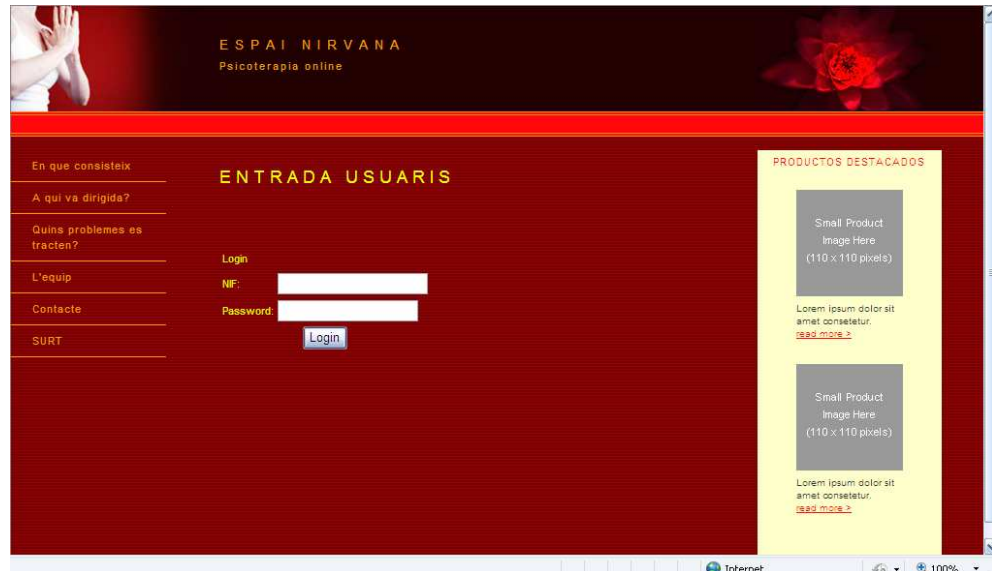 ESPAI NIRVANA
Psicoterapia online
En que consisteix
A qui va dirigida?
Quins problemes es
tracten?
L'equip
Contacte
SURT
ENTRADA USUARIS
Login
NIF:
Password:
Login
PRODUCTOS DESTACADOS
Small Product
Image Here
(110 x 110 pixels)
Lorem ipsum dolor sit
amet consetetur.
read more >
Small Product
Image Here
(110 x 110 pixels)
Lorem ipsum dolor sit
amet consetetur.
read more >
Internet
100%